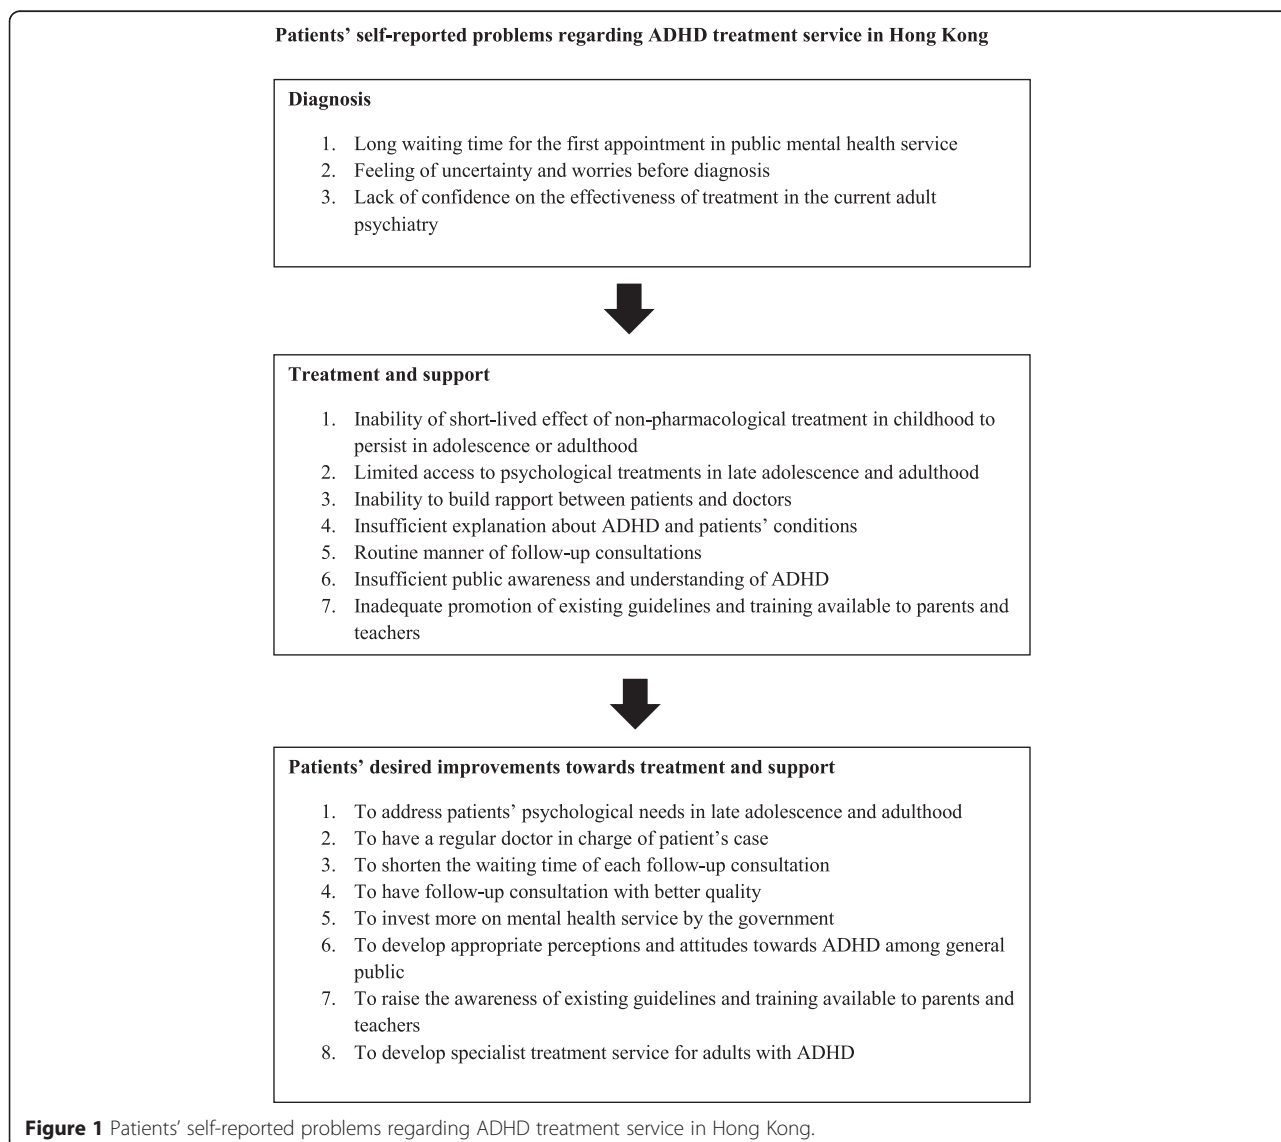 Patients' self-reported problems regarding ADHD treatment service in Hong Kong
Diagnosis
1. Long waiting time for the first appointment in public mental health service
2. Feeling of uncertainty and worries before diagnosis
3. Lack of confidence on the effectiveness of treatment in the current adult
psychiatry
Treatment and support
1. Inability of short-lived effect of non-pharmacological treatment in childhood to
persist in adolescence or adulthood
2. Limited access to psychological treatments in late adolescence and adulthood
3. Inability to build rapport between patients and doctors
4. Insufficient explanation about ADHD and patients' conditions
5. Routine manner of follow-up consultations
6. Insufficient public awareness and understanding of ADHD
7. Inadequate promotion of existing guidelines and training available to parents and
teachers
Patients' desired improvements towards treatment and support
1. To address patients' psychological needs in late adolescence and adulthood
2. To have a regular doctor in charge of patient's case
3. To shorten the waiting time of each follow-up consultation
4. To have follow-up consultation with better quality
5. To invest more on mental health service by the government
6. To develop appropriate perceptions and attitudes towards ADHD among general
public
7. To raise the awareness of existing guidelines and training available to parents and
teachers
8. To develop specialist treatment service for adults with ADHD
Figure 1 Patients' self-reported problems regarding ADHD treatment service in Hong Kong.